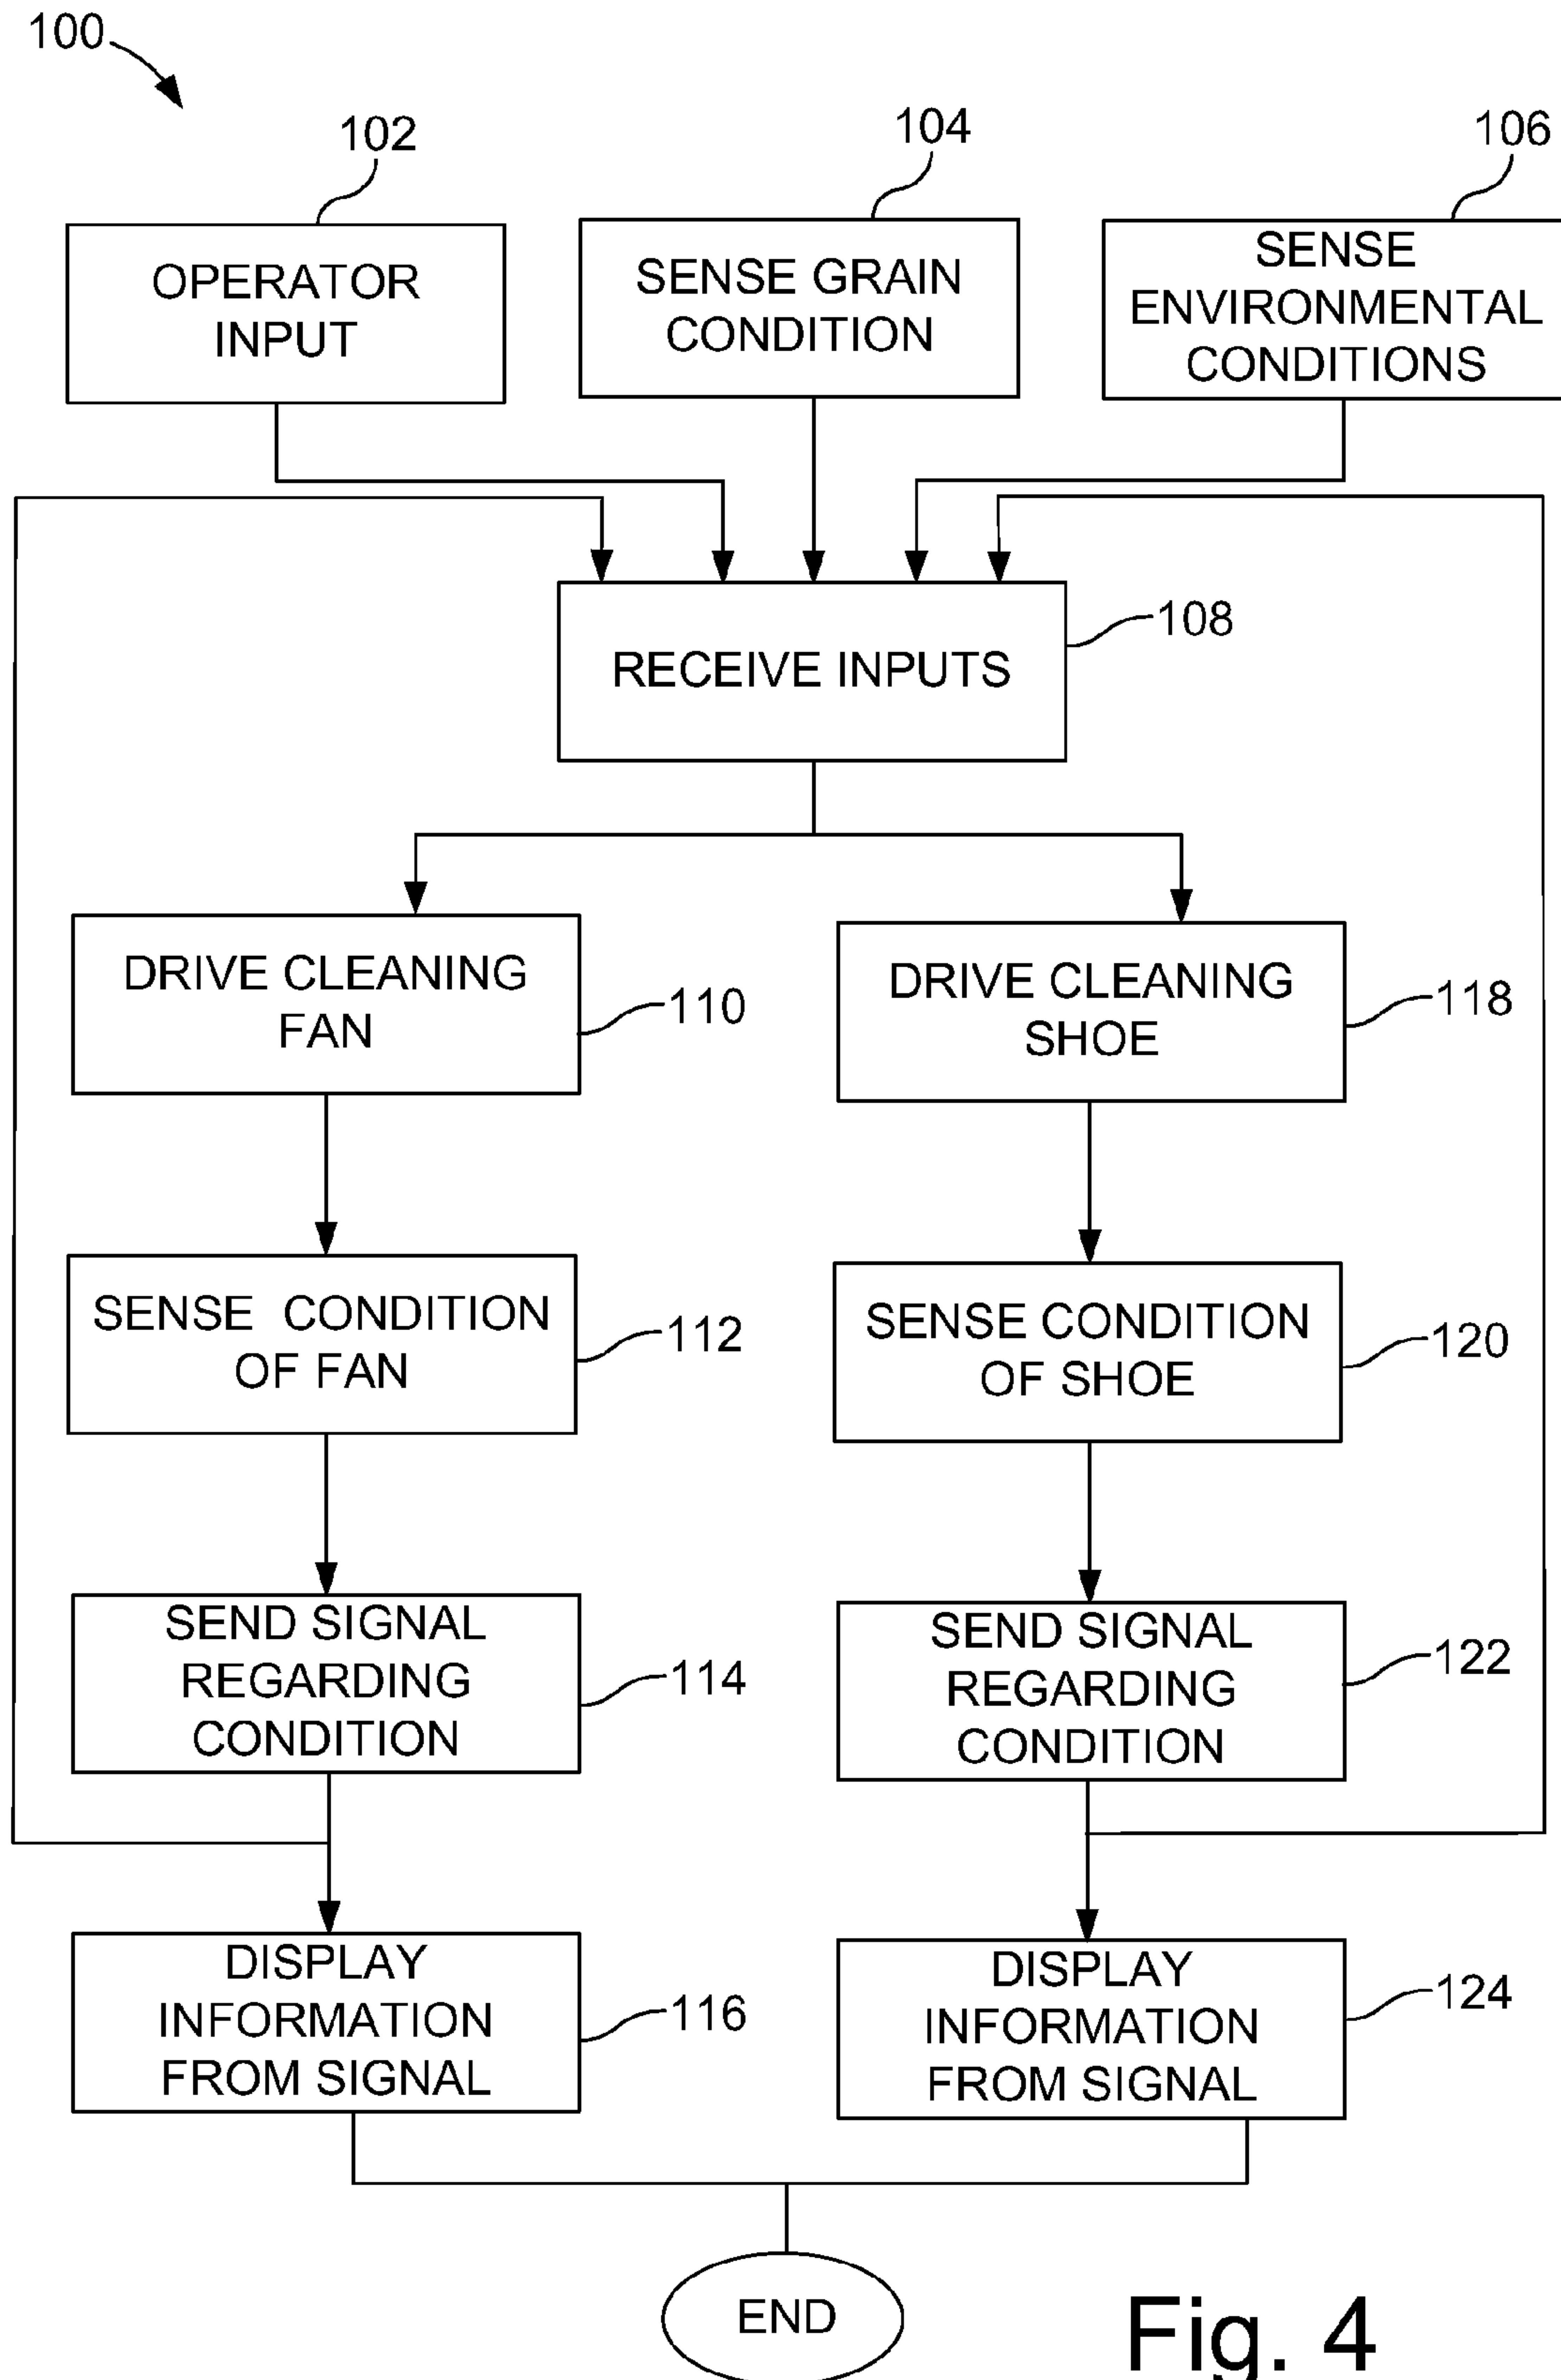 100
102
104
106
OPERATOR
INPUT
SENSE GRAIN
CONDITION
SENSE
ENVIRONMENTAL
CONDITIONS
RECEIVE INPUTS
108
DRIVE CLEANING
FAN
110
DRIVE CLEANING
SHOE
118
SENSE CONDITION
OF FAN
112
SENSE CONDITION
OF SHOE
120
SEND SIGNAL
REGARDING
CONDITION
114
SEND SIGNAL
REGARDING
CONDITION
122
DISPLAY
INFORMATION
FROM SIGNAL
116
DISPLAY
INFORMATION
FROM SIGNAL
124
END
Fig. 4